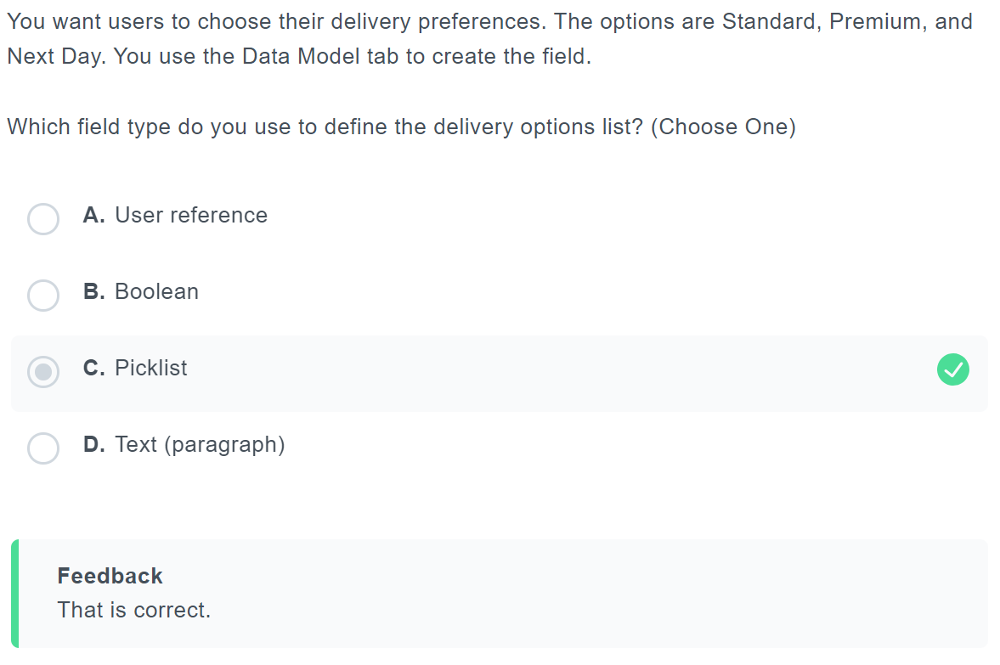 You want users to choose their delivery preferences. The options are Standard, Premium, and
Next Day. You use the Data Model tab to create the field.
Which field type do you use to define the delivery options list? (Choose One)
A. User reference
B. Boolean
C. Picklist
D. Text (paragraph)
Feedback
That is correct.